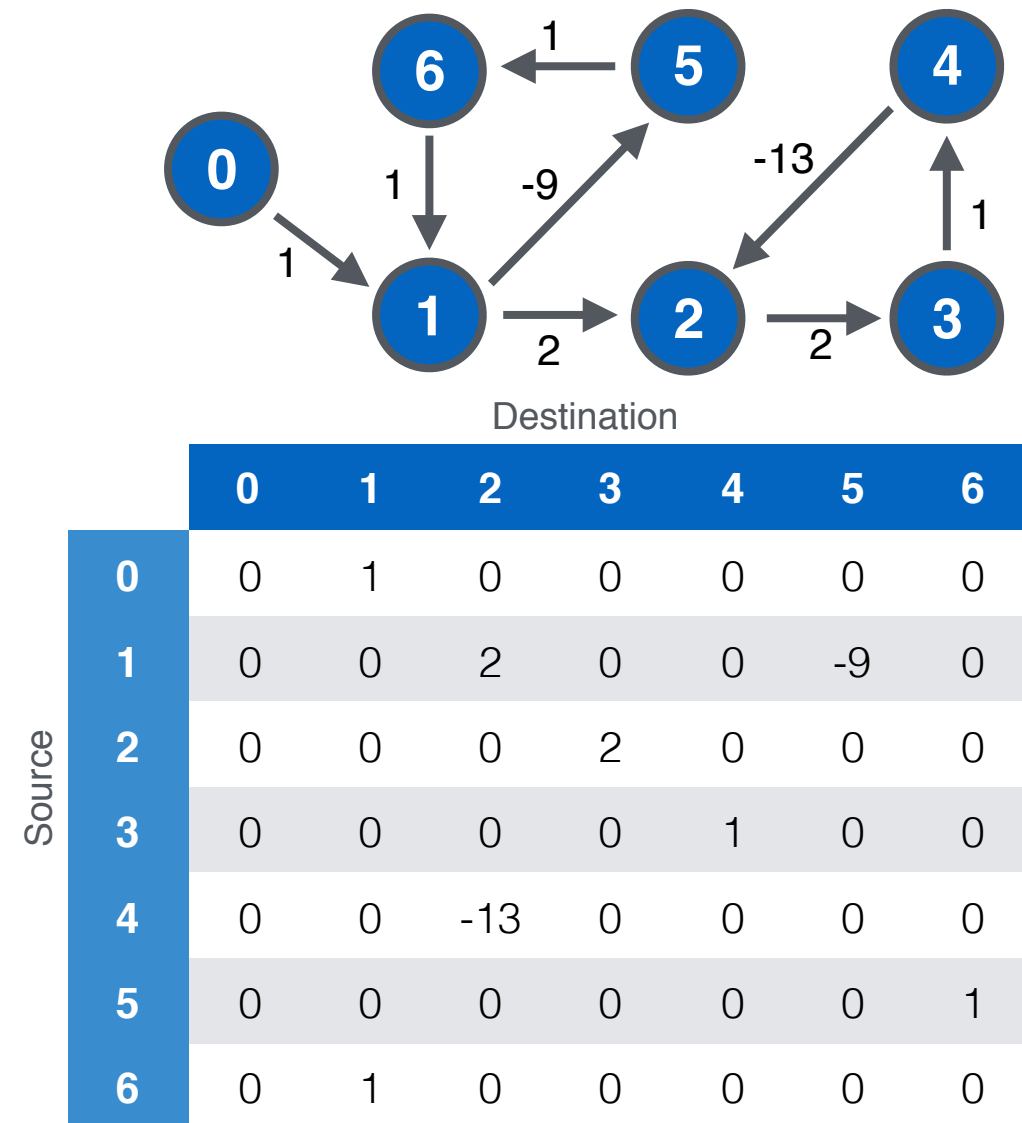 1
6 5 4
0
-13
1 -9
1
1
1 2 3
2 2
Destination
0 1 2 3 4 5 6
0 0 1 0 0 0 0 0
1 0 0 2 0 0 -9 0
2 0 0 0 2 0 0 0
Source
3 0 0 0 0 1 0 0
4 0 0 -13 0 0 0 0
5 0 0 0 0 0 0 1
6 0 1 0 0 0 0 0